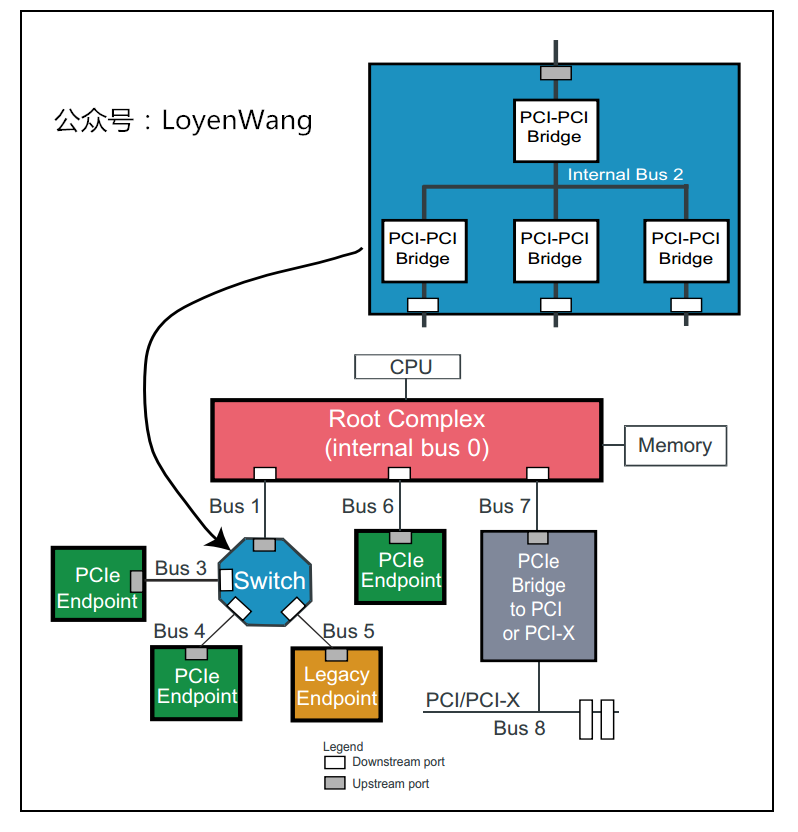 公众号：LoyenWang
PCI-PCI
Bridge
Internal Bus 2
PCI-PCI
Bridge
PCI-PCI
Bridge
PCI-PCI
Bridge
CPU
Root Complex
(internal bus 0)
Memory
Bus 1
Bus 6
Bus 7
PCIe
Endpoint
Bus 3
Switch
PCIe
Endpoint
PCIe
Bridge
to PCI
or PCI-X
Bus 4
Bus 5
PCIe
Endpoint
Legacy
Endpoint
PCI/PCI-X
Bus 8
Legend
Downstream port
Upstream port